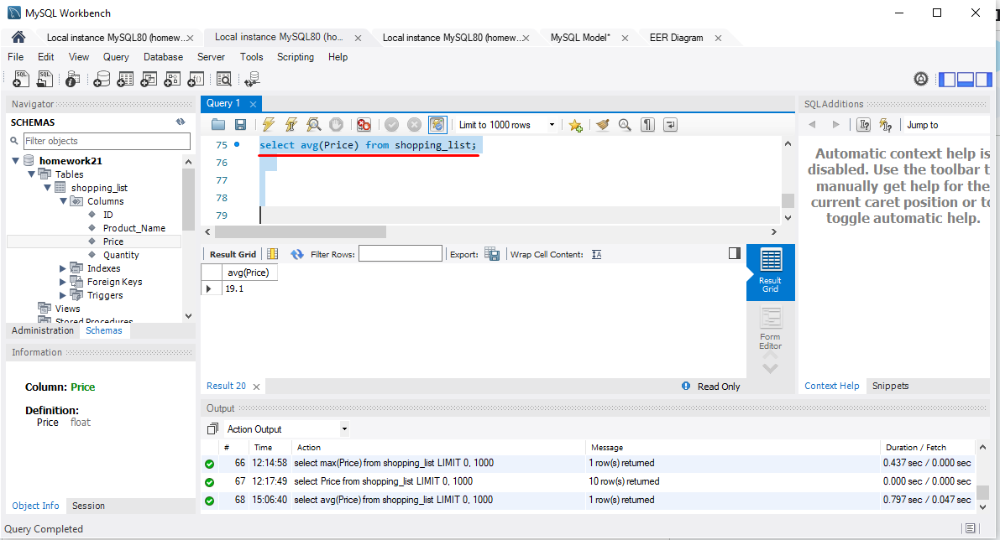 MySQL Workbench
Local instance MySQL80 (homew...
Local instance MySQL80 (ho...
Local instance MySQL80 (homew...
MySQL Model*
EER Diagram
File Edit View Query Database Server Tools Scripting Help
Navigator
SCHEMAS
Filter objects
homework21
Tables
shopping_list
Columns
ID
Product_Name
Price
Quantity
Indexes
Foreign Keys
Triggers
Views
Stored Procedures
Administration Schemas
Information
Column: Price
Definition:
Price float
Object Info Session
Query 1
Limit to 1000 rows
75 select avg(Price) from shopping_list;
76
77
78
79
Result Grid Filter Rows: Export: Wrap Cell Content:
avg(Price)
19.1
Result Grid
Form Editor
Result 20
Read Only
SQLAdditions
Jump to
Automatic context help is
disabled. Use the toolbar t
manually get help for the
current caret position or to
toggle automatic help.
Context Help Snippets
Output
Action Output
# Time Action Message Duration / Fetch
66 12:14:58 select max(Price) from shopping_list LIMIT 0, 1000 1 row(s) returned 0.437 sec / 0.000 sec
67 12:17:49 select Price from shopping_list LIMIT 0, 1000 10 row(s) returned 0.000 sec / 0.000 sec
68 15:06:40 select avg(Price) from shopping_list LIMIT 0, 1000 1 row(s) returned 0.797 sec / 0.047 sec
Query Completed